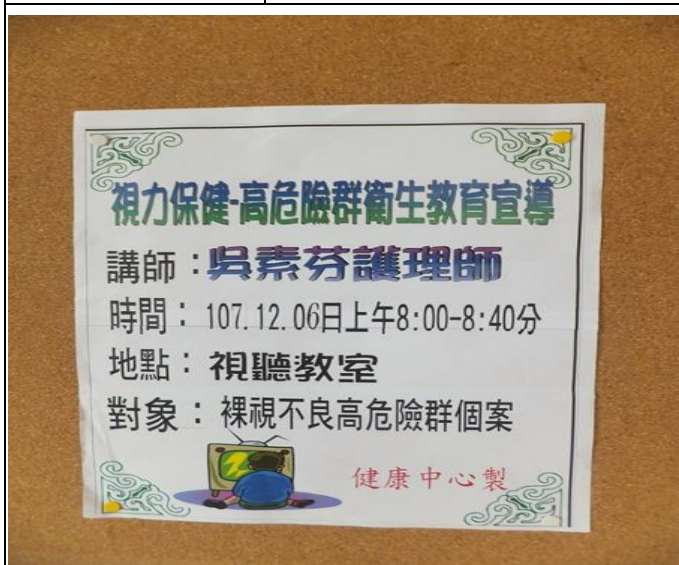 視力保健-高危險群衛生教育宣導
講師：吳素芬護理師
時間：107.12.06日上午8:00-8:40分
地點：視聽教室
對象：裸視不良高危險群個案
健康中心製